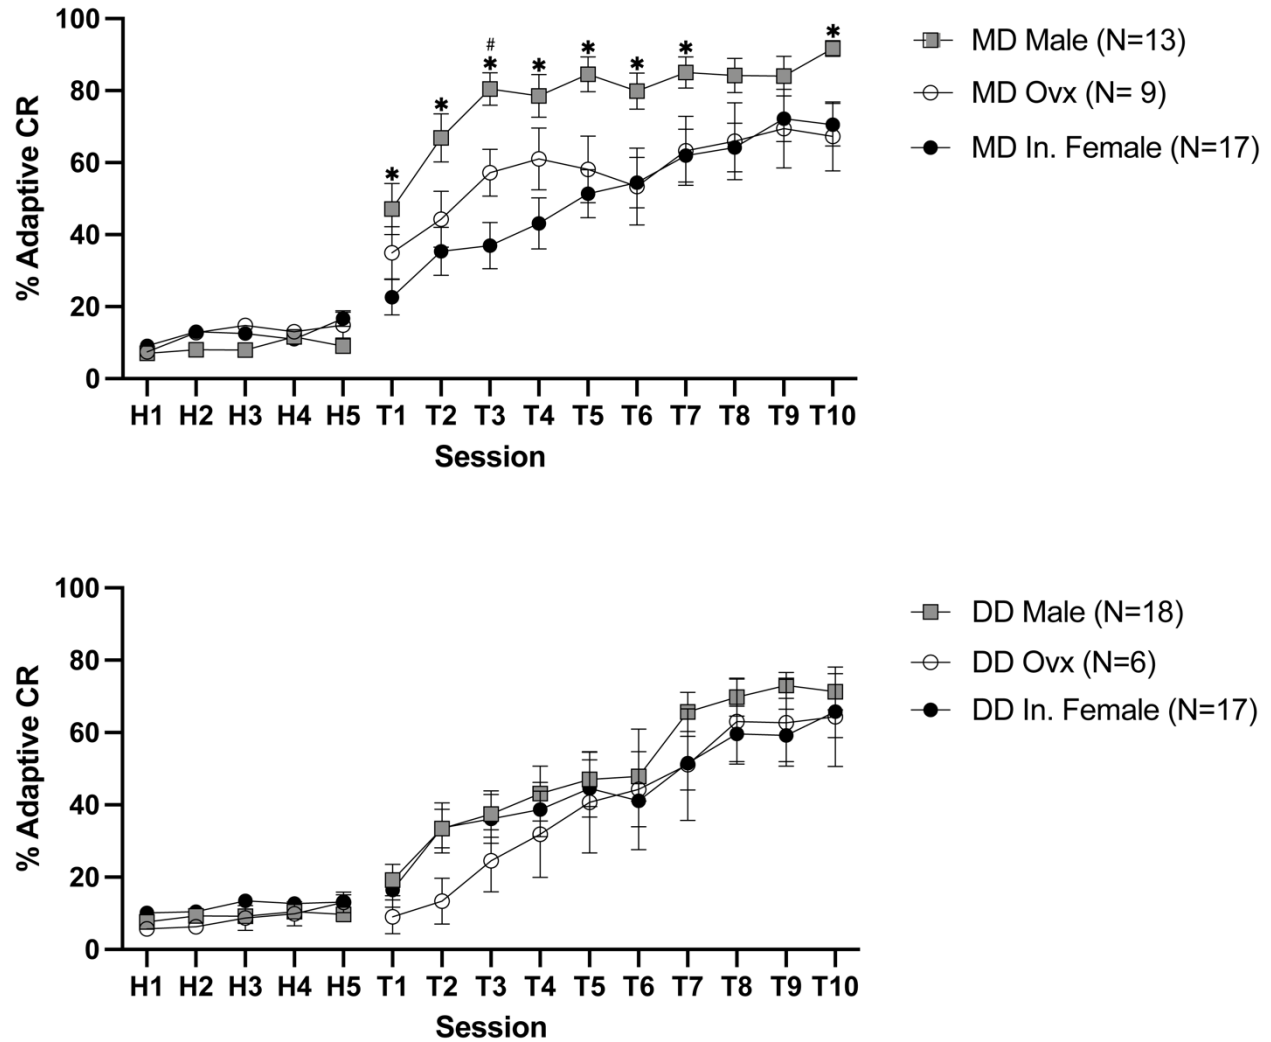 100
80
60
40
20
0
% Adaptive CR
* * # * * * * * *
H1 H2 H3 H4 H5 T1 T2 T3 T4 T5 T6 T7 T8 T9 T10
Session
MD Male (N=13)
MD Ovx (N= 9)
MD In. Female (N=17)
100
80
60
40
20
0
% Adaptive CR
H1 H2 H3 H4 H5 T1 T2 T3 T4 T5 T6 T7 T8 T9 T10
Session
DD Male (N=18)
DD Ovx (N=6)
DD In. Female (N=17)